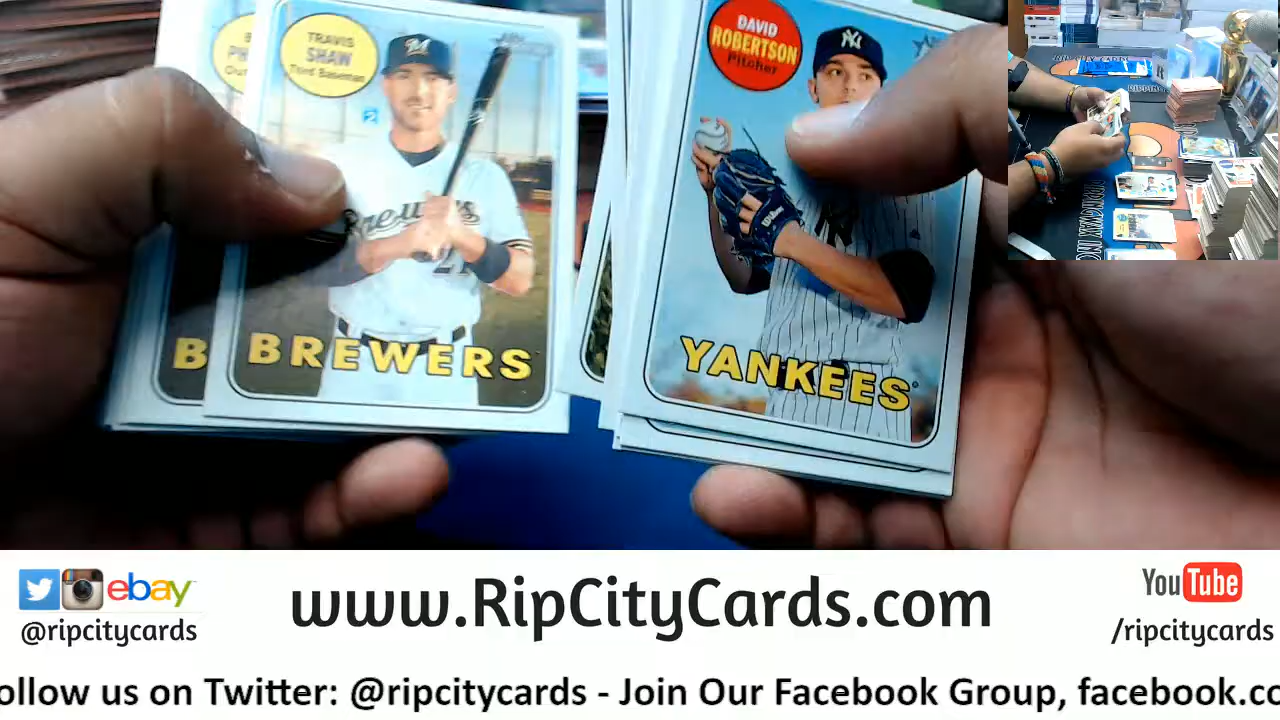 TRAVIS
SHAW
Third Baseman
Brewers
BREWERS
B
DAVID
ROBERTSON
Pitcher
YANKEES
ebay
@ripcitycards
www.RipCityCards.com
YouTube
/ripcitycards
ollow us on Twitter: @ripcitycards - Join Our Facebook Group, facebook.co